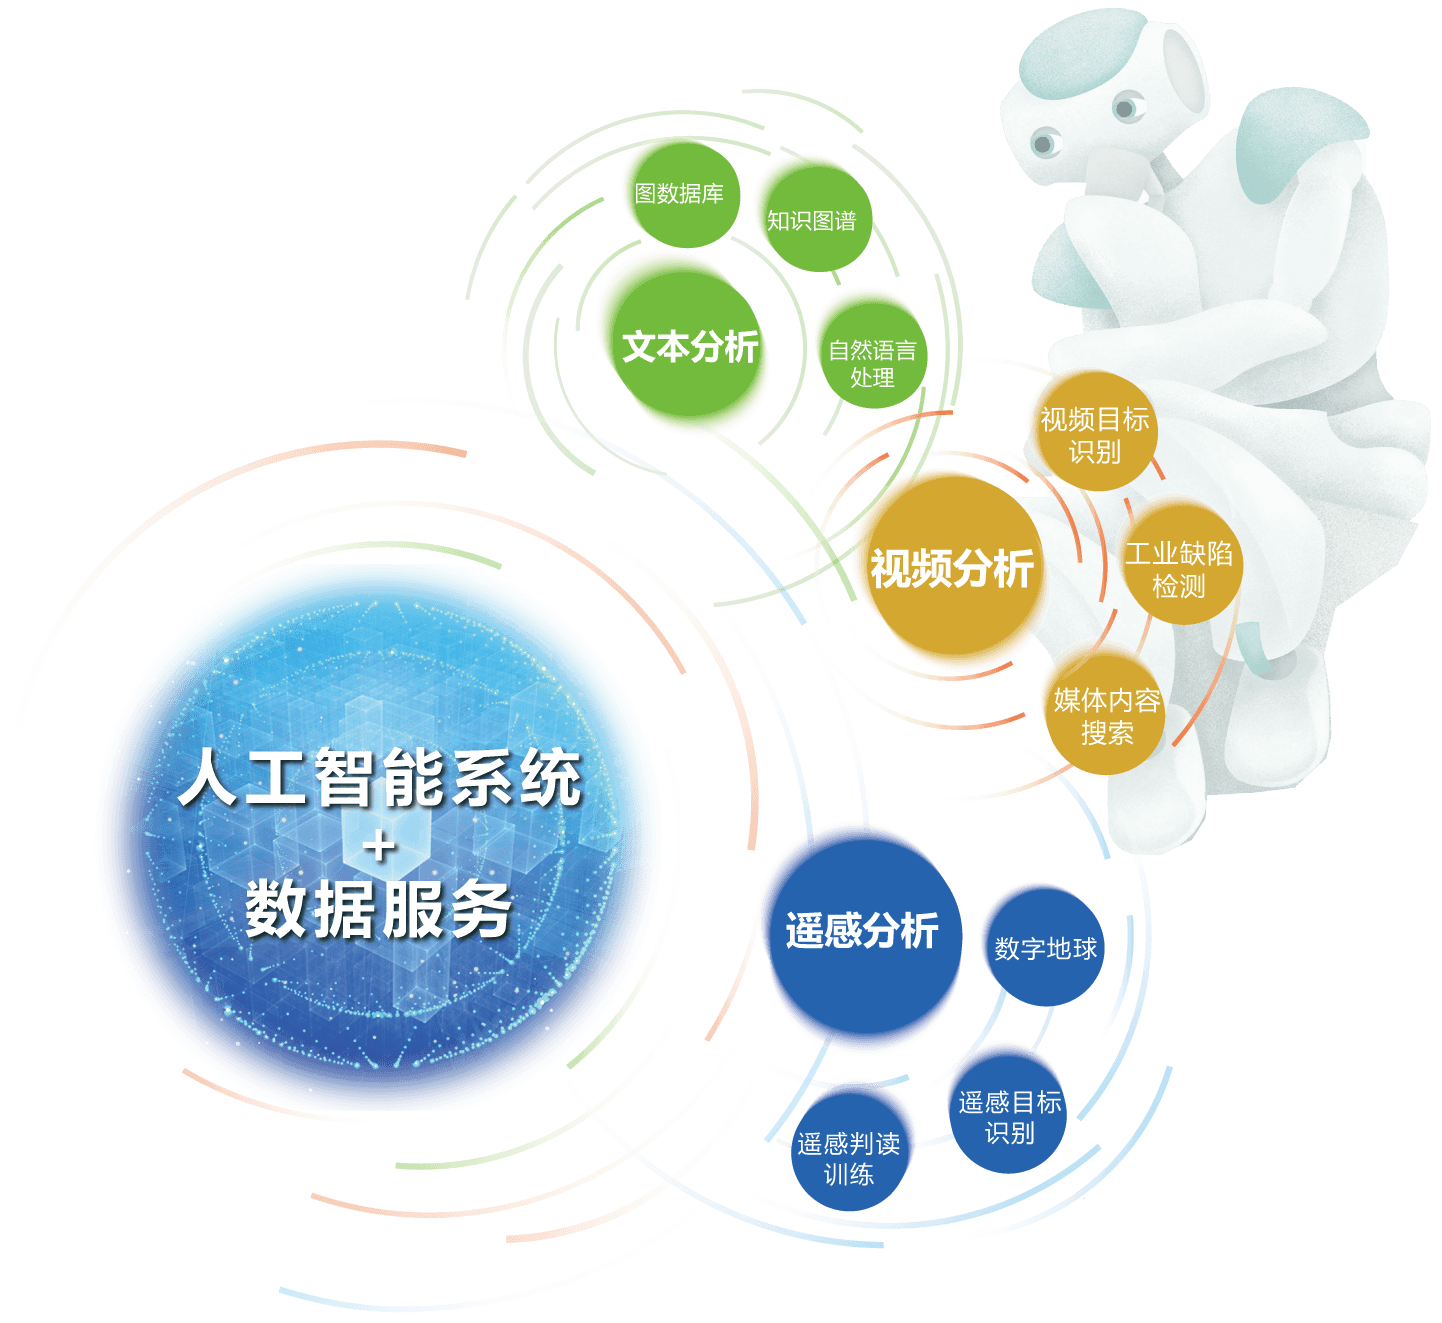 图数据库
知识图谱
文本分析
自然语言
处理
视频目标
识别
视频分析
工业缺陷
检测
媒体内容
搜索
人工智能系统
+
数据服务
遥感分析
数字地球
遥感目标
识别
遥感判读
训练